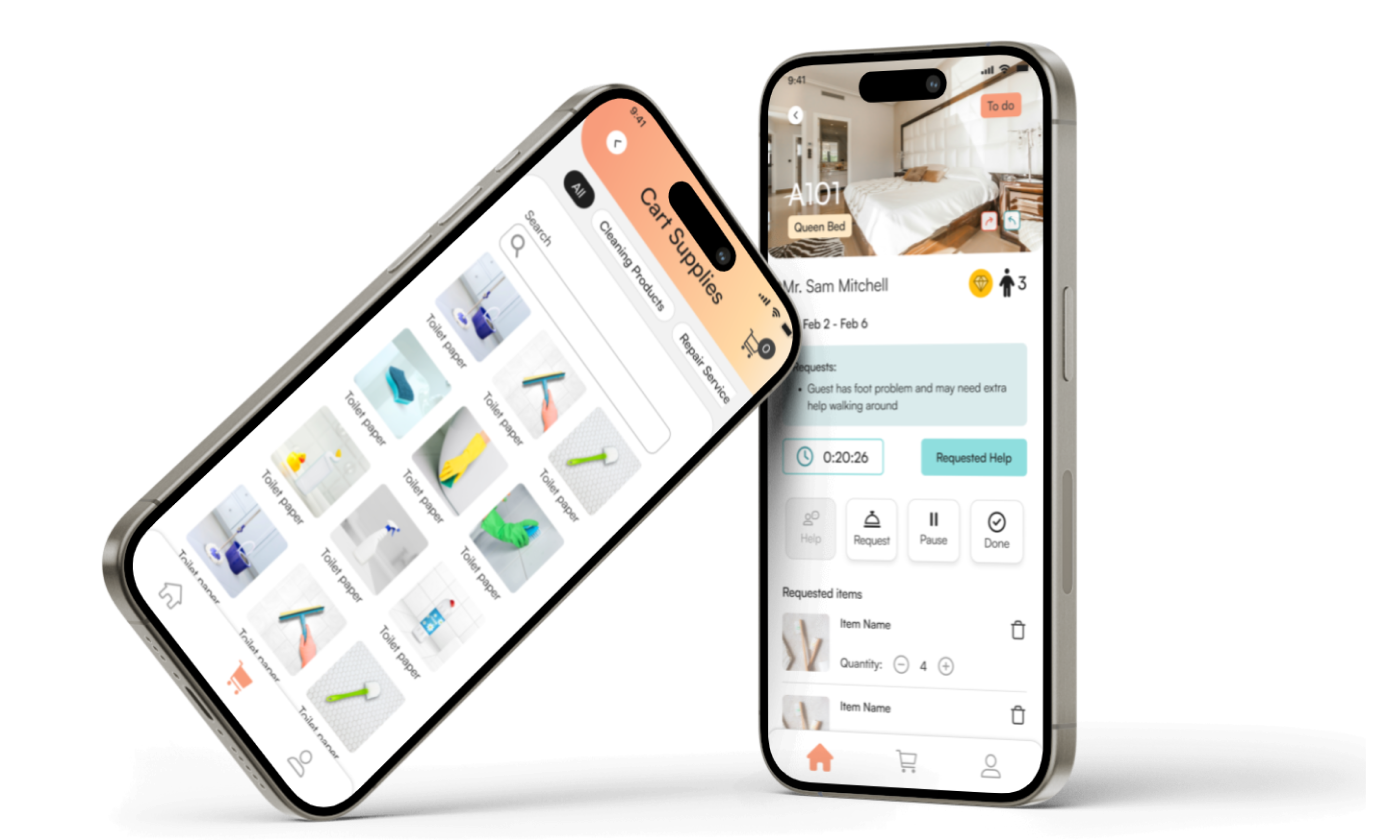 9:41
Cart Supplies
0
All
Cleaning Products
Repair Service
Search
Toilet paper
Toilet paper
Toilet paper
Toilet paper
Toilet paper
Toilet paper
Toilet paper
Toilet paper
Toilet paper
Toilet paper
Toilet paper
Toilet paper
9:41
To do
A101
Queen Bed
Mr. Sam Mitchell
3
Feb 2 - Feb 6
equests:
• Guest has foot problem and may need extra
help walking around
0:20:26
Requested Help
Help
Request
Pause
Done
Requested items
Item Name
Quantity:
4
Item Name